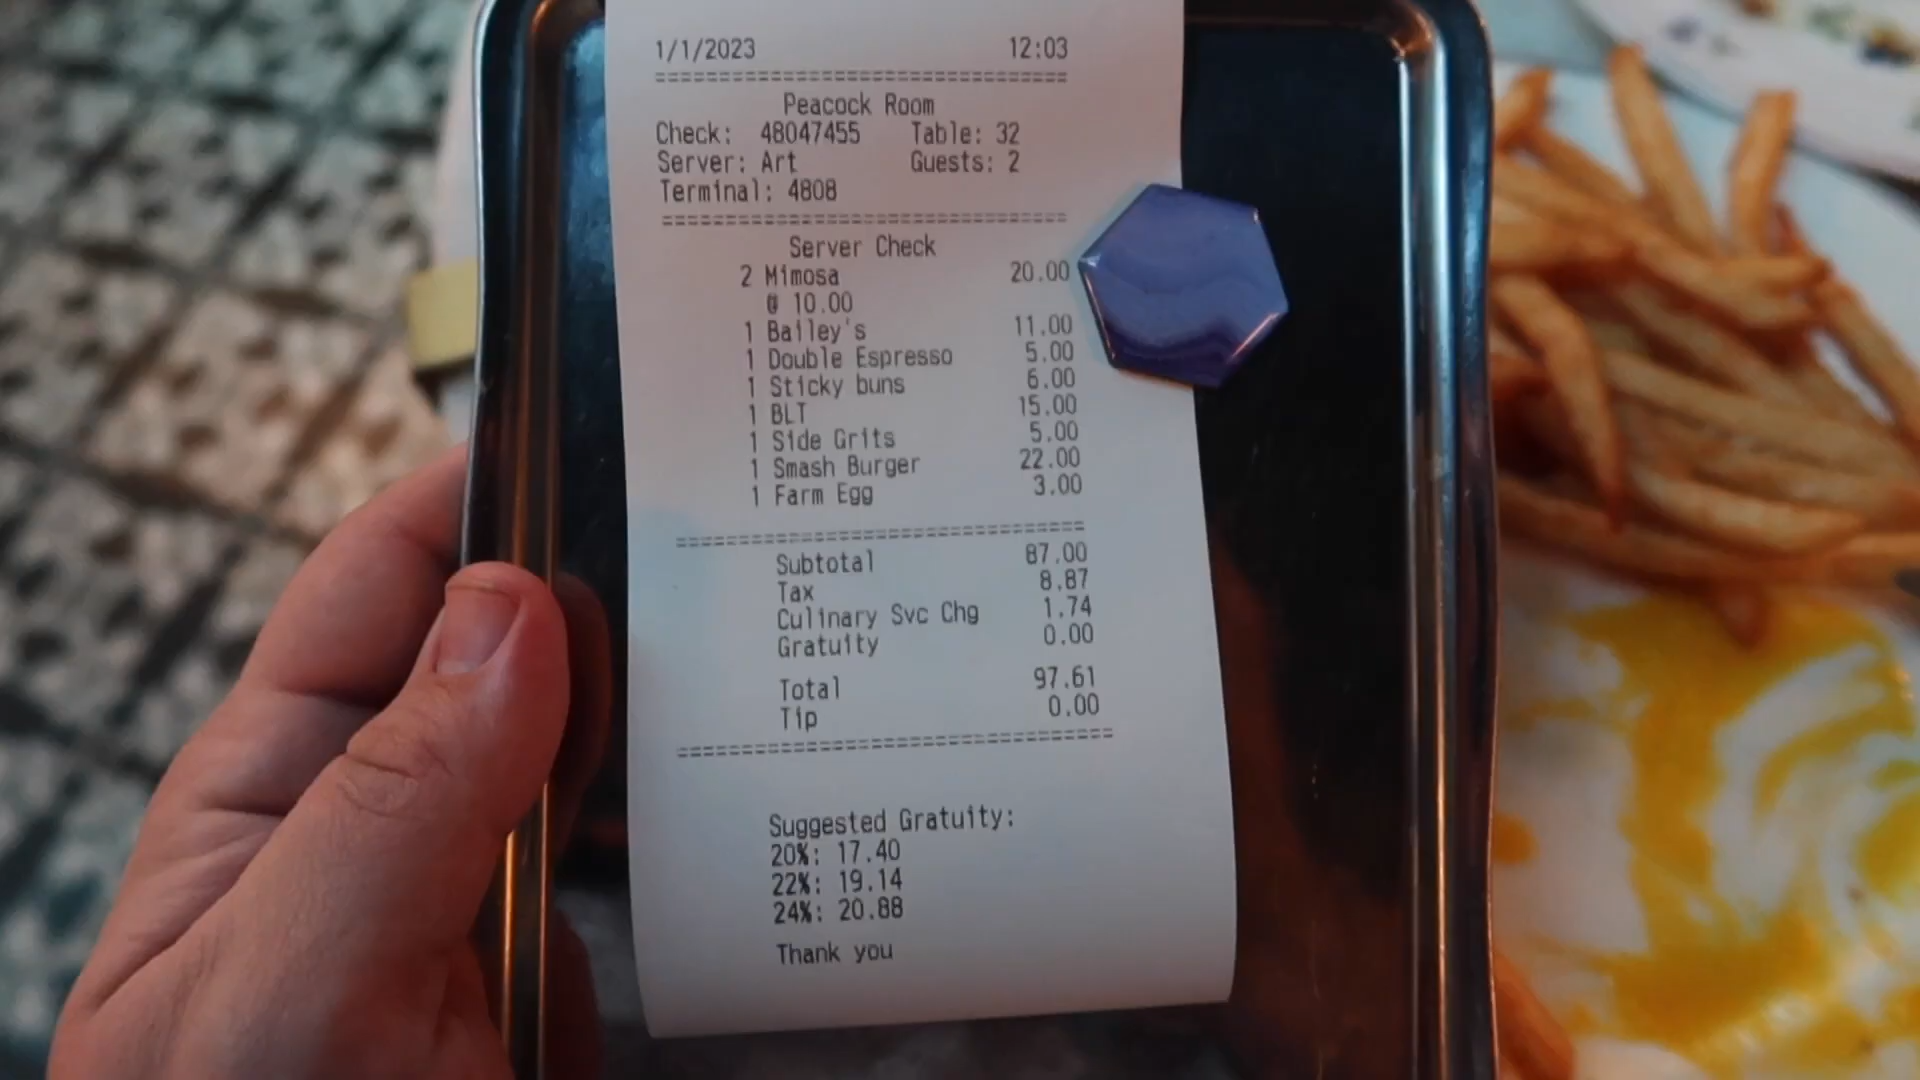 1/1/2023 12:03
==============================
Peacock Room
Check: 48047455 Table: 32
Server: Art Guests: 2
Terminal: 4808
==============================
Server Check
2 Mimosa 20.00
@ 10.00
1 Bailey's 11.00
1 Double Espresso 5.00
1 Sticky buns 6.00
1 BLT 15.00
1 Side Grits 5.00
1 Smash Burger 22.00
1 Farm Egg 3.00
==============================
Subtotal 87.00
Tax 8.87
Culinary Svc Chg 1.74
Gratuity 0.00
Total 97.61
Tip 0.00
==============================
Suggested Gratuity:
20%: 17.40
22%: 19.14
24%: 20.88
Thank you